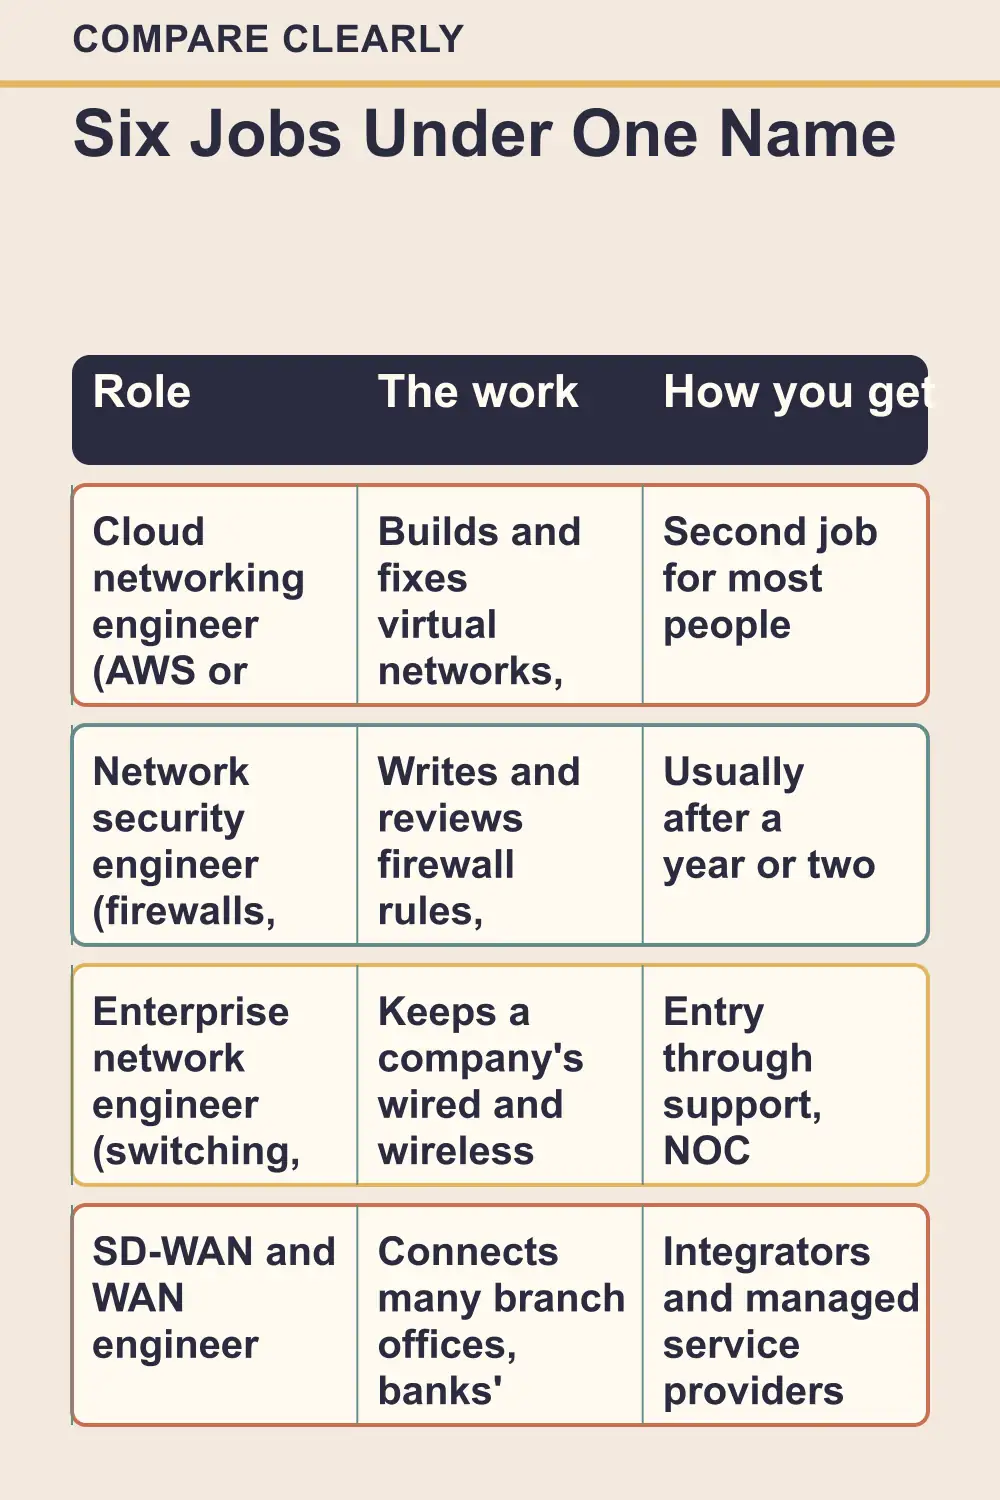 COMPARE CLEARLY
Six Jobs Under One Name
Role
The work
How you get
Cloud
networking
engineer
(AWS or
Builds and
fixes
virtual
networks,
Second job
for most
people
Network
security
engineer
(firewalls,
Writes and
reviews
firewall
rules,
Usually
after a
year or two
Enterprise
network
engineer
(switching,
Keeps a
company's
wired and
wireless
Entry
through
support,
NOC
SD-WAN and
WAN
engineer
Connects
many branch
offices,
banks'
Integrators
and managed
service
providers